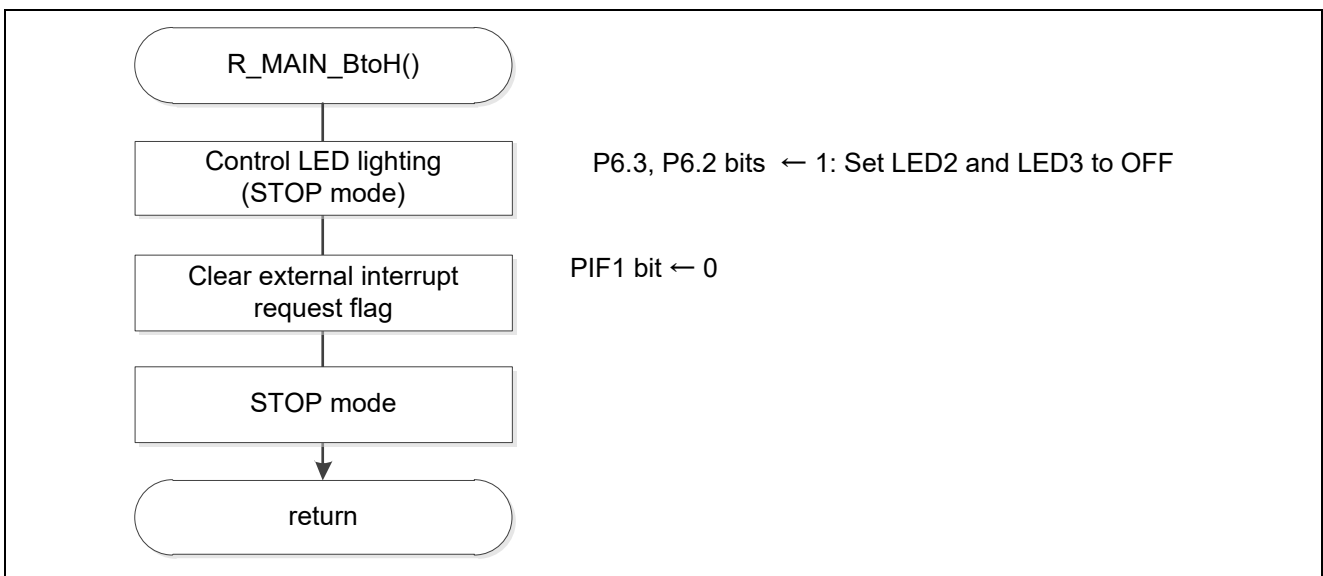 R_MAIN_BtoH()
Control LED lighting
(STOP mode)
P6.3, P6.2 bits ← 1: Set LED2 and LED3 to OFF
Clear external interrupt
request flag
PIF1 bit ← 0
STOP mode
return